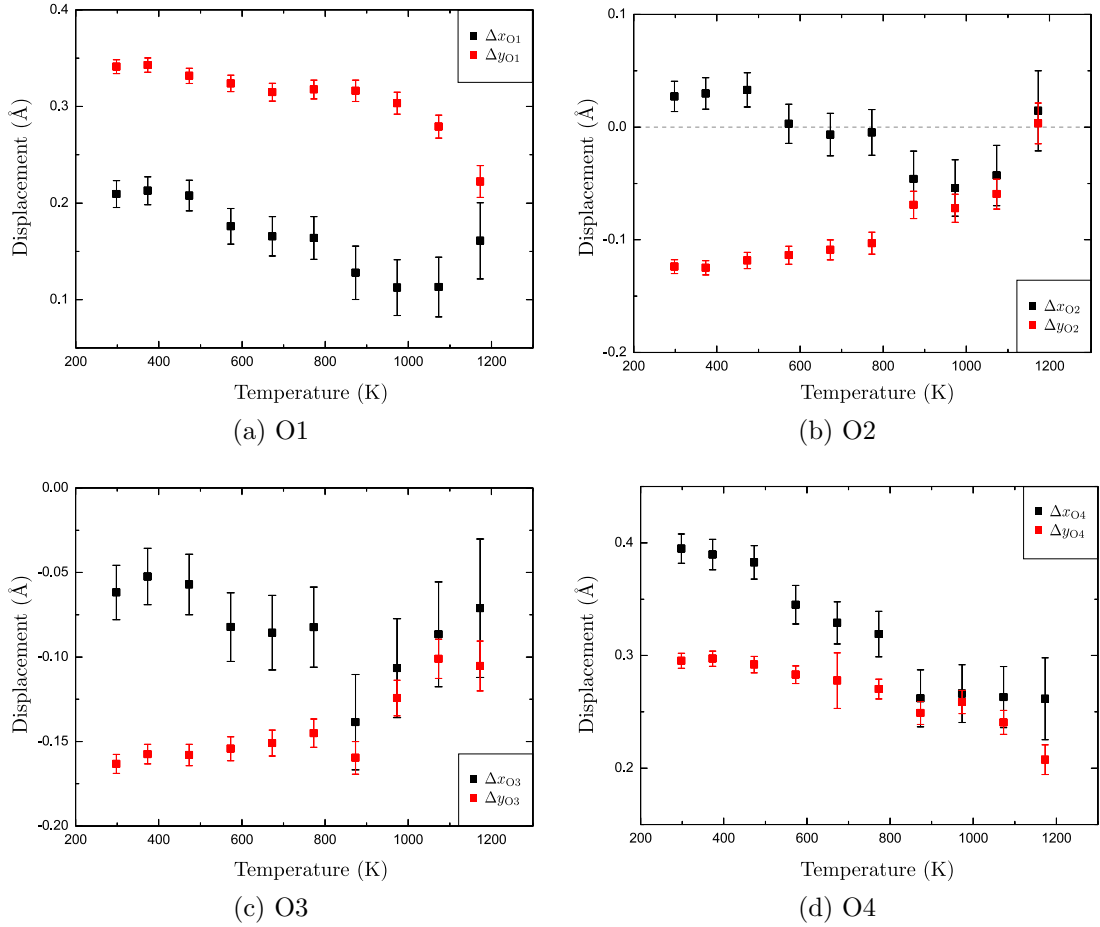 0.4
0.3
0.2
0.1
Displacement (Å)
Δx_O1
Δy_O1
200 400 600 800 1000 1200
Temperature (K)
(a) O1
0.1
0.0
-0.1
-0.2
Displacement (Å)
Δx_O2
Δy_O2
200 400 600 800 1000 1200
Temperature (K)
(b) O2
0.00
-0.05
-0.10
-0.15
-0.20
Displacement (Å)
Δx_O3
Δy_O3
200 400 600 800 1000 1200
Temperature (K)
(c) O3
0.4
0.3
0.2
Displacement (Å)
Δx_O4
Δy_O4
200 400 600 800 1000 1200
Temperature (K)
(d) O4